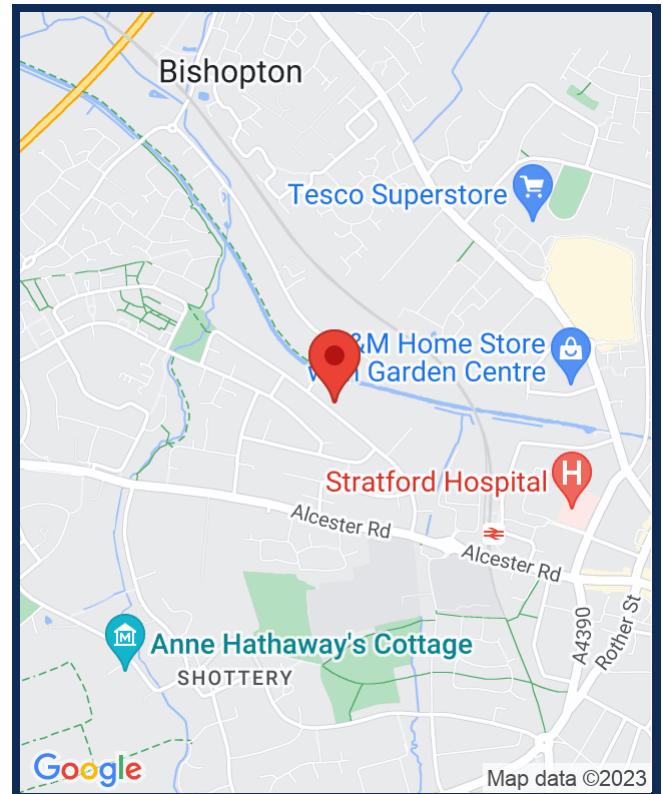 Bishopton
Tesco Superstore
&M Home Store
Garden Centre
Stratford Hospital
H
Alcester Rd
Alcester Rd
A4390
Rother St
Anne Hathaway's Cottage
M
SHOTTERY
Google
Map data ©2023